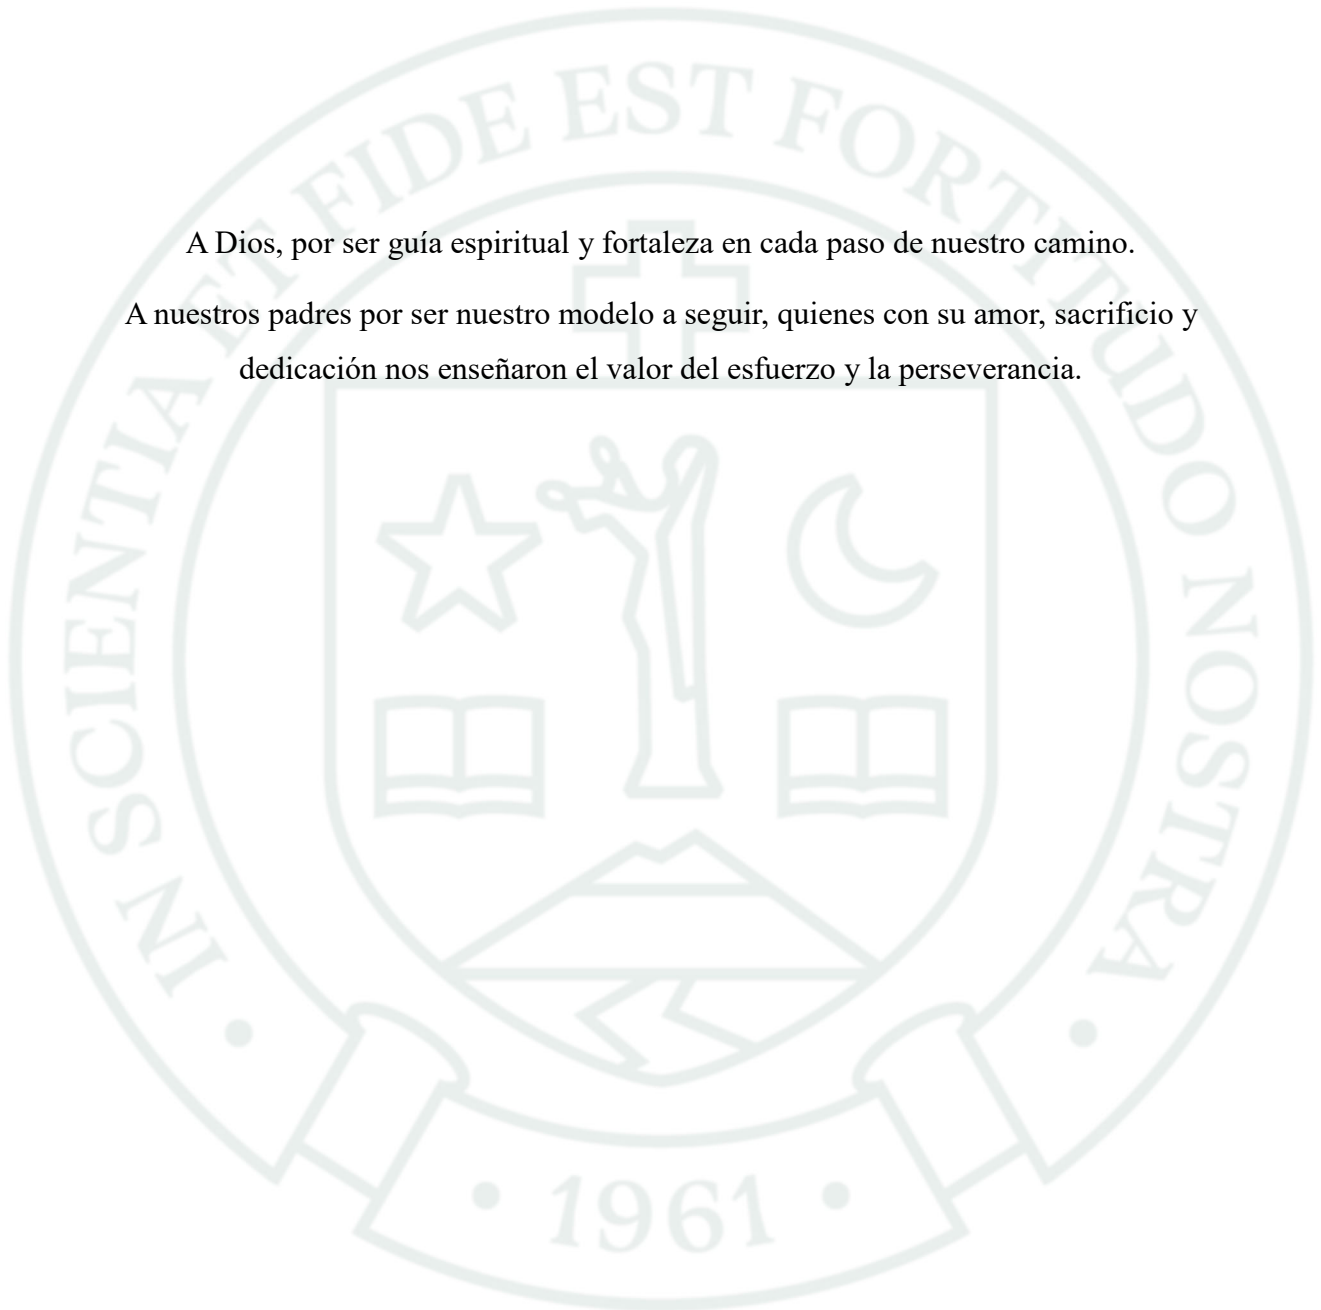 IN SCIENTIA ET FIDE EST FORTITUDO NOSTRA
A Dios, por ser guía espiritual y fortaleza en cada paso de nuestro camino.
A nuestros padres por ser nuestro modelo a seguir, quienes con su amor, sacrificio y
dedicación nos enseñaron el valor del esfuerzo y la perseverancia.
• 1961 •